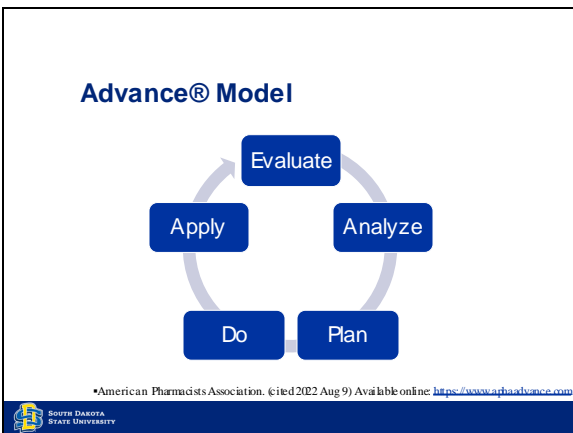 Advance® Model
Evaluate
Apply
Analyze
Do
Plan
▪American Pharmacists Association. (cited 2022 Aug 9) Available online: https://www.aphaadvance.com
SOUTH DAKOTA
STATE UNIVERSITY